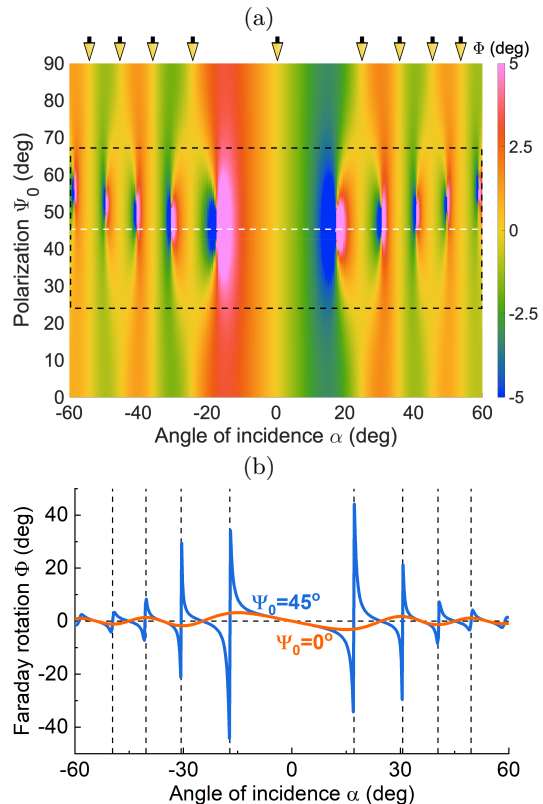 (a)
Φ (deg)
90
80
70
60
50
40
30
20
10
0
Polarization Ψ0 (deg)
-60 -40 -20 0 20 40 60
Angle of incidence α (deg)
5
2.5
0
-2.5
-5
(b)
40
20
0
-20
-40
Faraday rotation Φ (deg)
Ψ0=45°
Ψ0=0°
-60 -30 0 30 60
Angle of incidence α (deg)